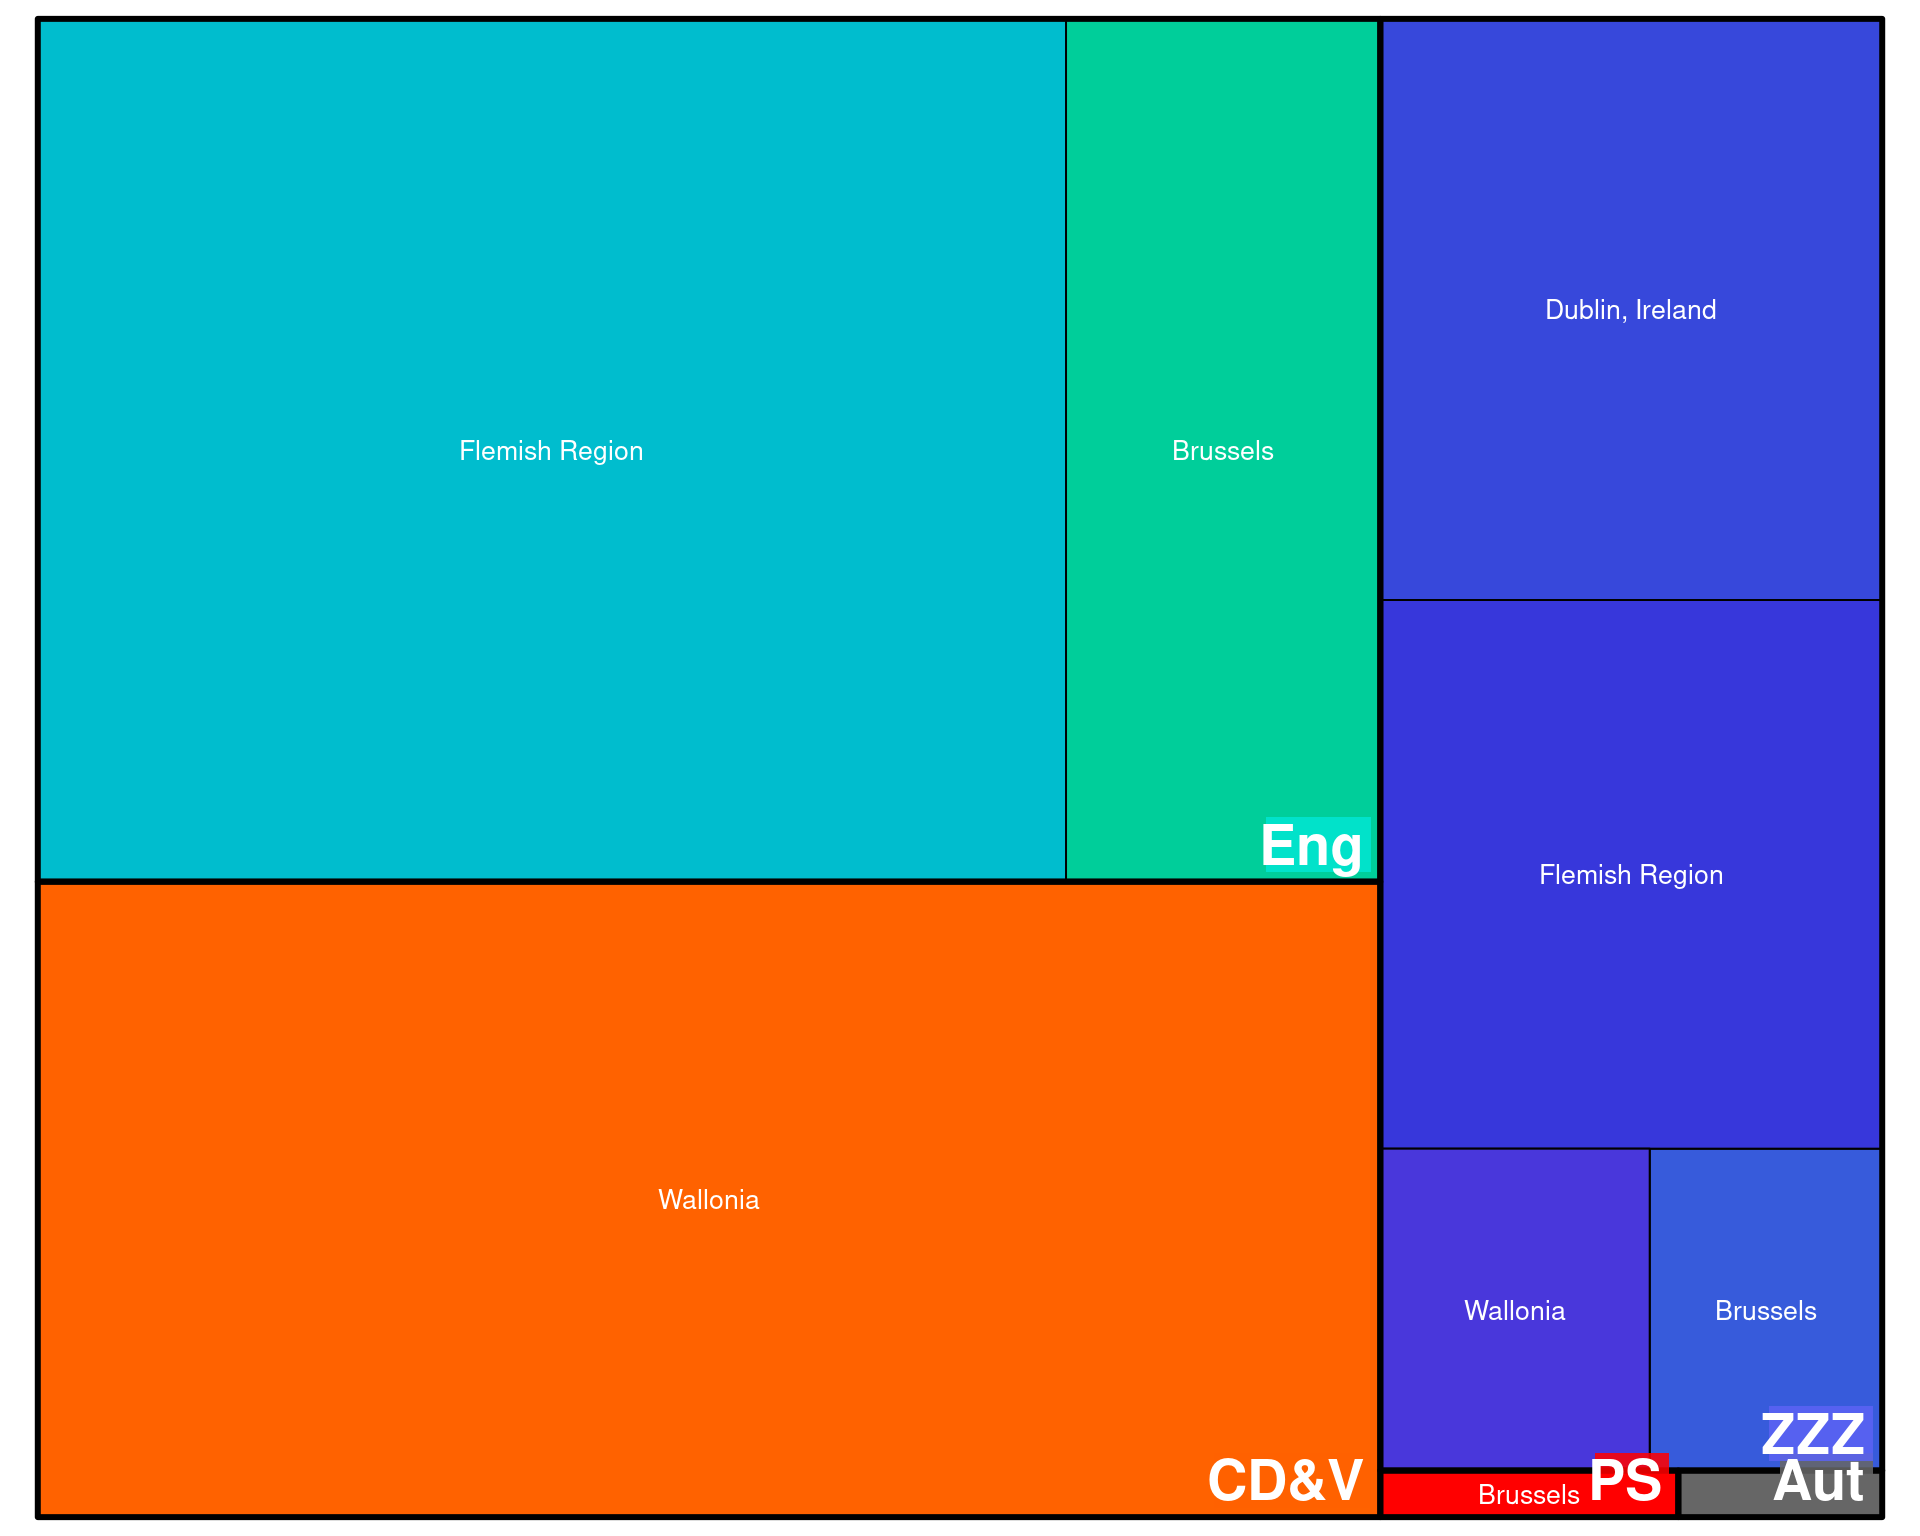 Flemish Region
Brussels
Eng
Wallonia
CD&V
Dublin, Ireland
Flemish Region
Wallonia
Brussels
ZZZ
Brussels
PS
Aut